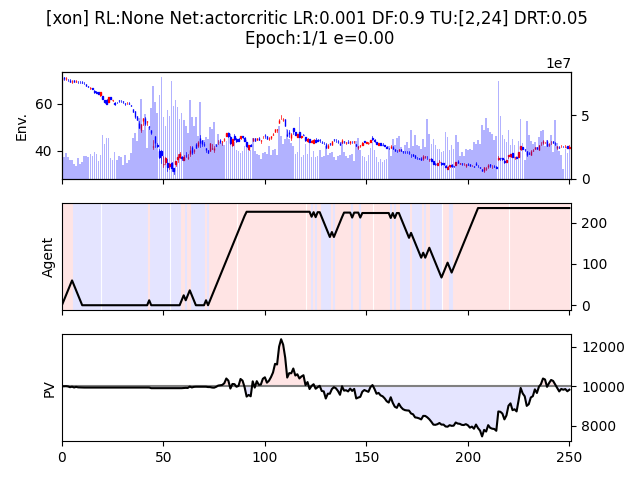 [xon] RL:None Net:actorcritic LR:0.001 DF:0.9 TU:[2,24] DRT:0.05
Epoch:1/1 e=0.00
1e7
Env.
60
40
5
0
Agent
200
100
0
PV
12000
10000
8000
0 50 100 150 200 250